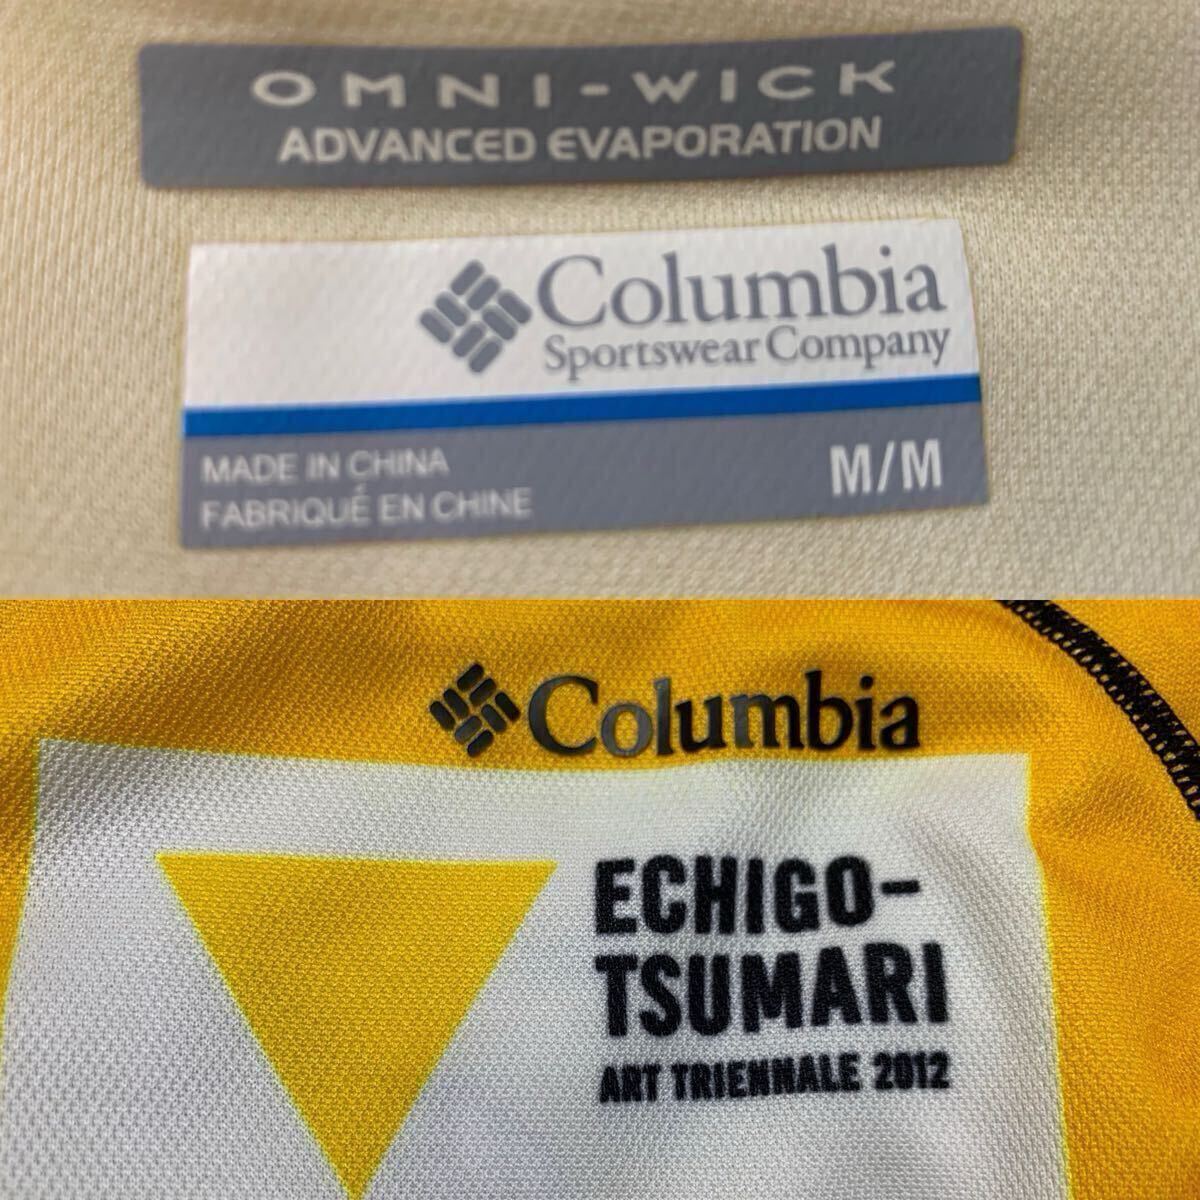 OMNI-WICK
ADVANCED EVAPORATION
Columbia
Sportswear Company
MADE IN CHINA
FABRIQUÉ EN CHINE
M/M
Columbia
ECHIGO-
TSUMARI
ART TRIENNALE 2012